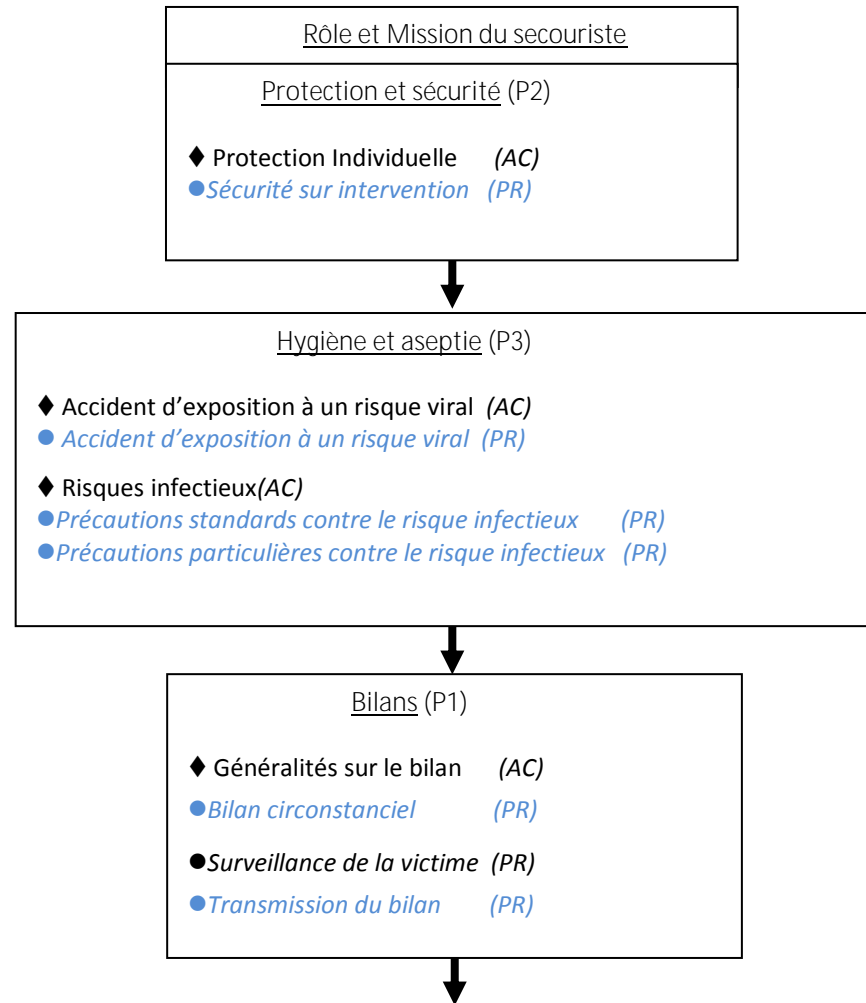 Rôle et Mission du secouriste
Protection et sécurité (P2)
♦ Protection Individuelle (AC)
●Sécurité sur intervention (PR)
Hygiène et aseptie (P3)
♦ Accident d’exposition à un risque viral (AC)
● Accident d’exposition à un risque viral (PR)
♦ Risques infectieux(AC)
●Précautions standards contre le risque infectieux (PR)
●Précautions particulières contre le risque infectieux (PR)
Bilans (P1)
♦ Généralités sur le bilan (AC)
●Bilan circonstanciel (PR)
●Surveillance de la victime (PR)
●Transmission du bilan (PR)